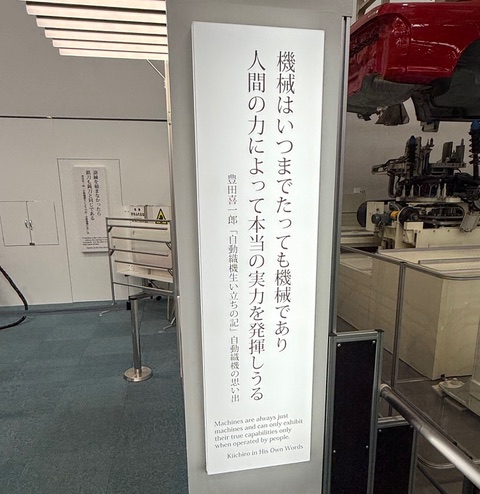 機械はいつまでたっても機械であり
人間の力によって本当の実力を発揮しうる
豊田喜一郎「自動織機生い立ちの記」自動織機の思い出
Machines are always just
machines and can only exhibit
their true capabilities only
when operated by people.
Kiichiro in His Own Words